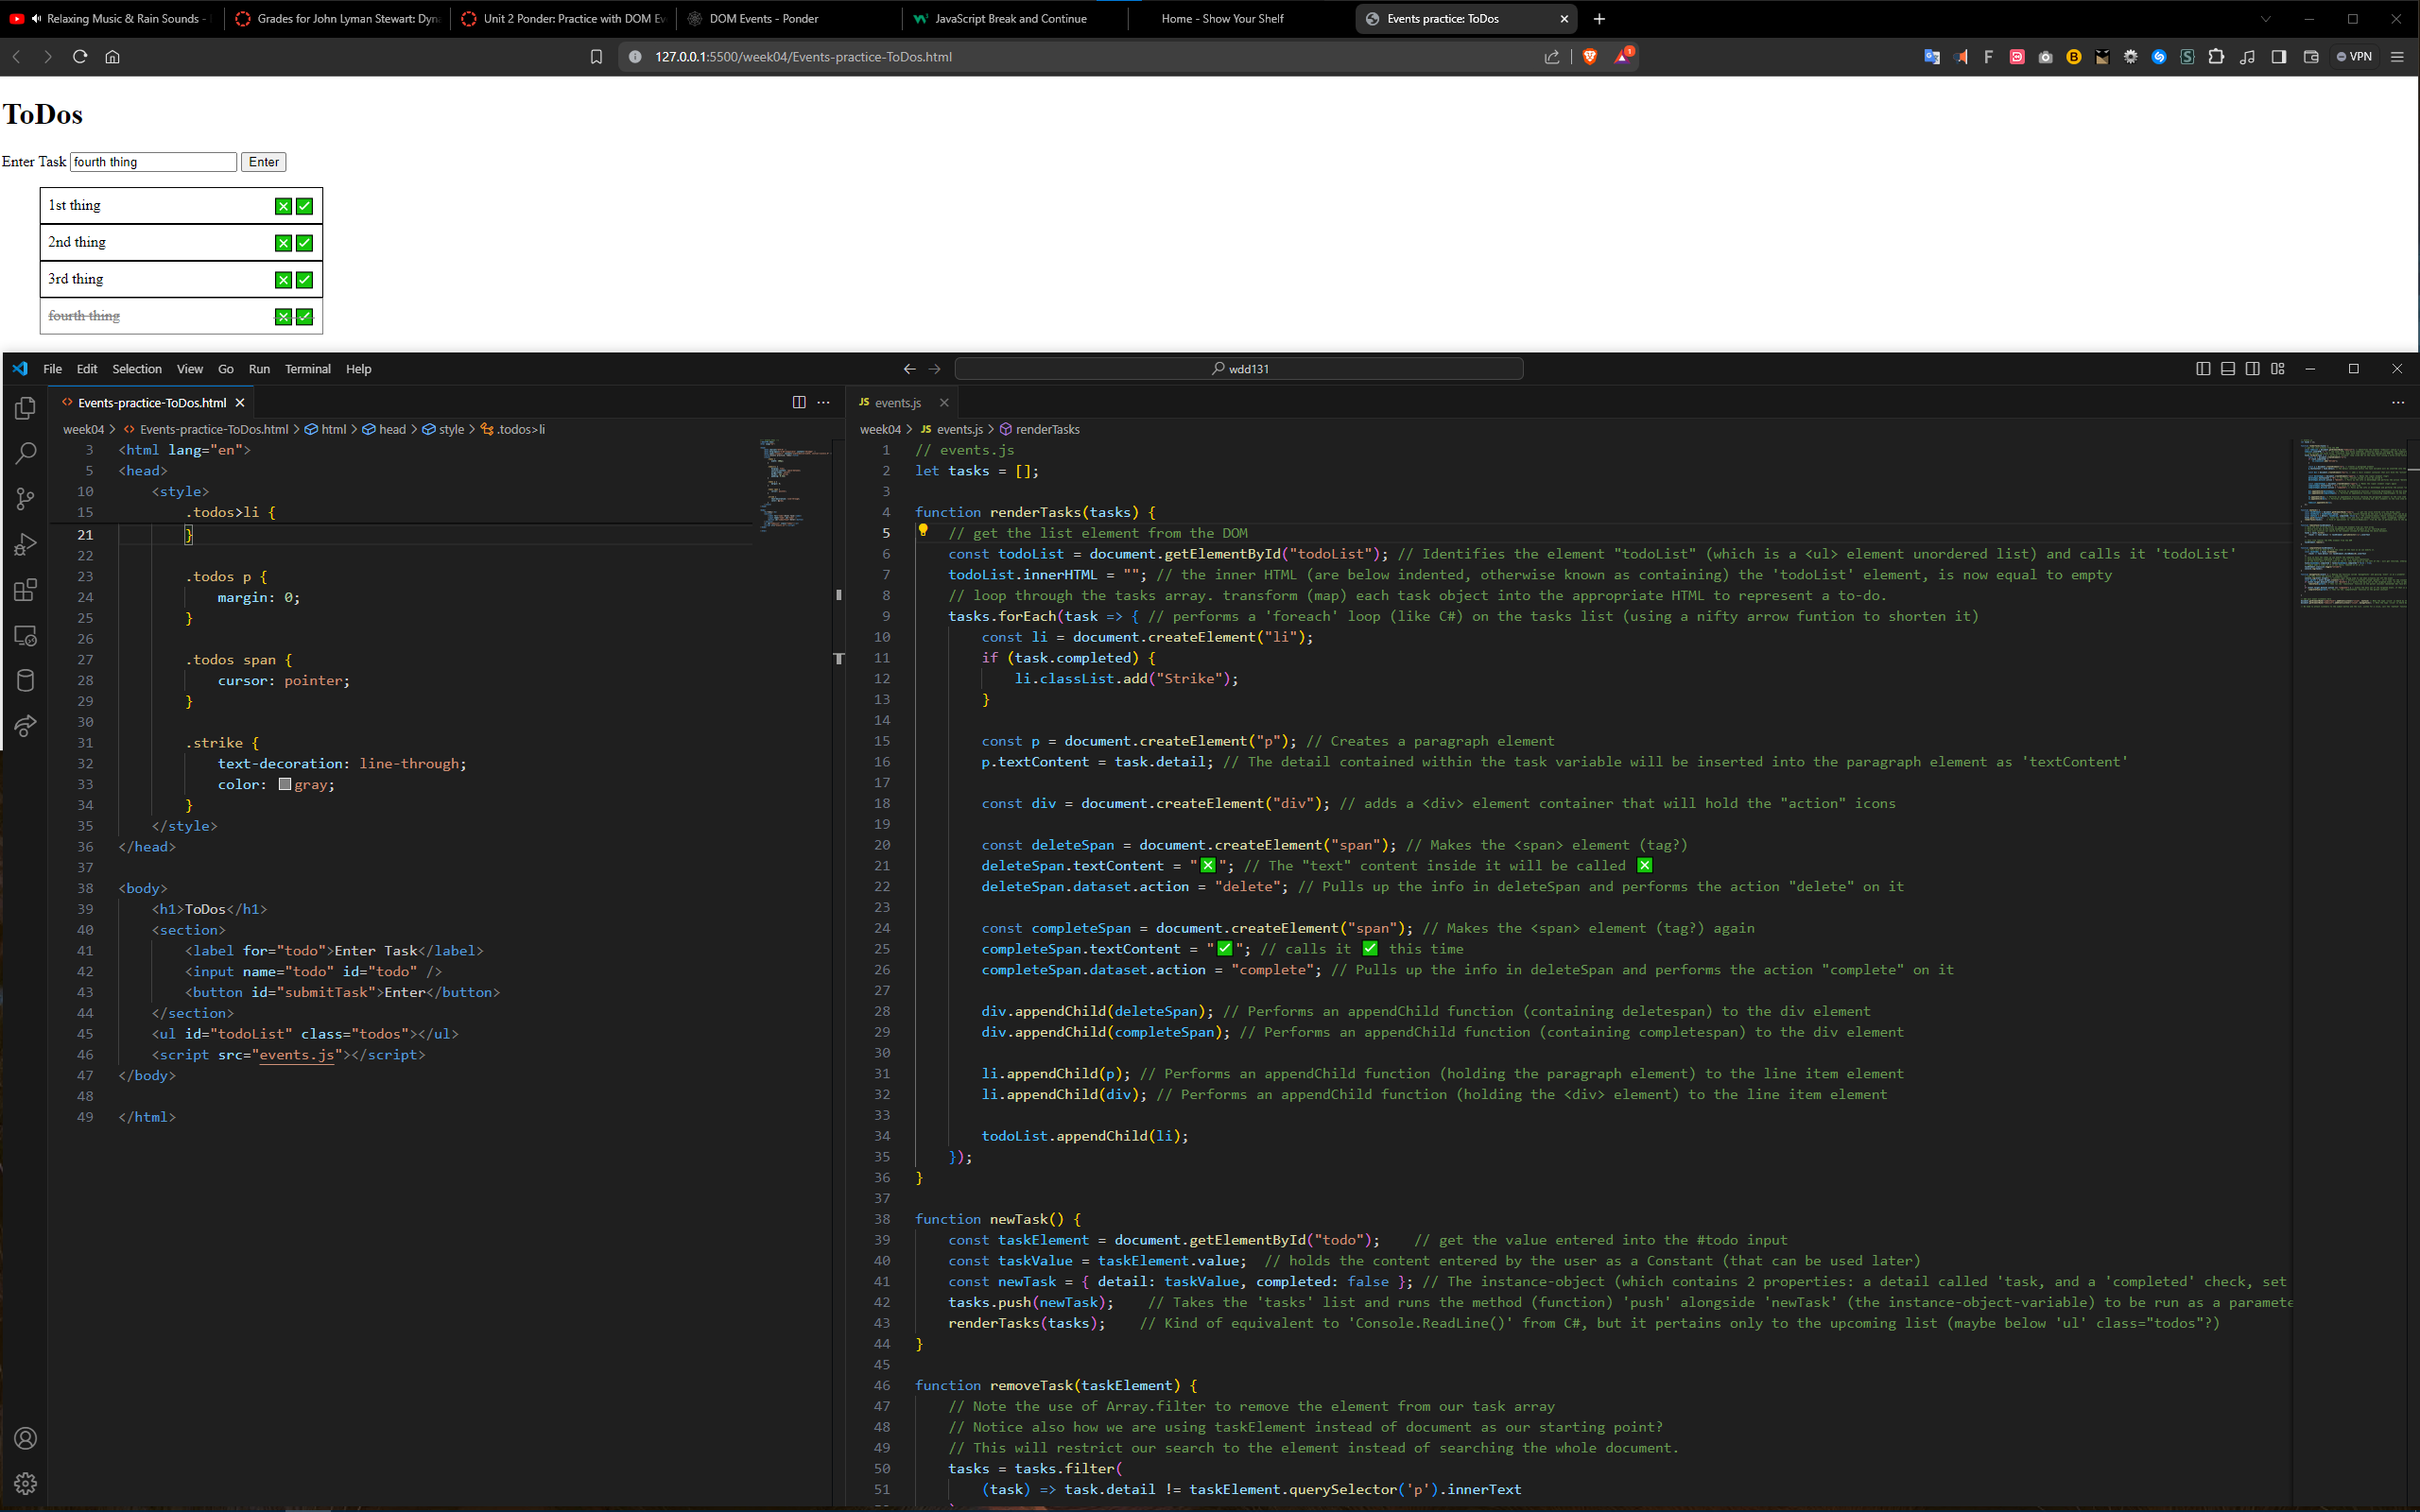 Relaxing Music & Rain Sounds -
Grades for John Lyman Stewart: Dyna
Unit 2 Ponder: Practice with DOM Ev
DOM Events - Ponder
JavaScript Break and Continue
Home - Show Your Shelf
Events practice: ToDos
127.0.0.1:5500/week04/Events-practice-ToDos.html
VPN
ToDos
Enter Task fourth thing Enter
1st thing ❎ ✅
2nd thing ❎ ✅
3rd thing ❎ ✅
fourth thing ❎ ✅
File Edit Selection View Go Run Terminal Help
wdd131
Events-practice-ToDos.html
week04 > Events-practice-ToDos.html > html > head > style > .todos>li
3 <html lang="en">
5 <head>
10 <style>
15 .todos>li {
21 }
22
23 .todos p {
24 margin: 0;
25 }
26
27 .todos span {
28 cursor: pointer;
29 }
30
31 .strike {
32 text-decoration: line-through;
33 color: gray;
34 }
35 </style>
36 </head>
37
38 <body>
39 <h1>ToDos</h1>
40 <section>
41 <label for="todo">Enter Task</label>
42 <input name="todo" id="todo" />
43 <button id="submitTask">Enter</button>
44 </section>
45 <ul id="todoList" class="todos"></ul>
46 <script src="events.js"></script>
47 </body>
48
49 </html>
JS events.js
week04 > JS events.js > renderTasks
1 // events.js
2 let tasks = [];
3
4 function renderTasks(tasks) {
5 // get the list element from the DOM
6 const todoList = document.getElementById("todoList"); // Identifies the element "todoList" (which is a <ul> element unordered list) and calls it 'todoList'
7 todoList.innerHTML = ""; // the inner HTML (are below indented, otherwise known as containing) the 'todoList' element, is now equal to empty
8 // loop through the tasks array. transform (map) each task object into the appropriate HTML to represent a to-do.
9 tasks.forEach(task => { // performs a 'foreach' loop (like C#) on the tasks list (using a nifty arrow funtion to shorten it)
10 const li = document.createElement("li");
11 if (task.completed) {
12 li.classList.add("Strike");
13 }
14
15 const p = document.createElement("p"); // Creates a paragraph element
16 p.textContent = task.detail; // The detail contained within the task variable will be inserted into the paragraph element as 'textContent'
17
18 const div = document.createElement("div"); // adds a <div> element container that will hold the "action" icons
19
20 const deleteSpan = document.createElement("span"); // Makes the <span> element (tag?)
21 deleteSpan.textContent = "❎"; // The "text" content inside it will be called ❎
22 deleteSpan.dataset.action = "delete"; // Pulls up the info in deleteSpan and performs the action "delete" on it
23
24 const completeSpan = document.createElement("span"); // Makes the <span> element (tag?) again
25 completeSpan.textContent = "✅"; // calls it ✅ this time
26 completeSpan.dataset.action = "complete"; // Pulls up the info in deleteSpan and performs the action "complete" on it
27
28 div.appendChild(deleteSpan); // Performs an appendChild function (containing deletespan) to the div element
29 div.appendChild(completeSpan); // Performs an appendChild function (containing completespan) to the div element
30
31 li.appendChild(p); // Performs an appendChild function (holding the paragraph element) to the line item element
32 li.appendChild(div); // Performs an appendChild function (holding the <div> element) to the line item element
33
34 todoList.appendChild(li);
35 });
36 }
37
38 function newTask() {
39 const taskElement = document.getElementById("todo"); // get the value entered into the #todo input
40 const taskValue = taskElement.value; // holds the content entered by the user as a Constant (that can be used later)
41 const newTask = { detail: taskValue, completed: false }; // The instance-object (which contains 2 properties: a detail called 'task, and a 'completed' check, set
42 tasks.push(newTask); // Takes the 'tasks' list and runs the method (function) 'push' alongside 'newTask' (the instance-object-variable) to be run as a paramete
43 renderTasks(tasks); // Kind of equivalent to 'Console.ReadLine()' from C#, but it pertains only to the upcoming list (maybe below 'ul' class="todos"?)
44 }
45
46 function removeTask(taskElement) {
47 // Note the use of Array.filter to remove the element from our task array
48 // Notice also how we are using taskElement instead of document as our starting point?
49 // This will restrict our search to the element instead of searching the whole document.
50 tasks = tasks.filter(
51 (task) => task.detail != taskElement.querySelector('p').innerText